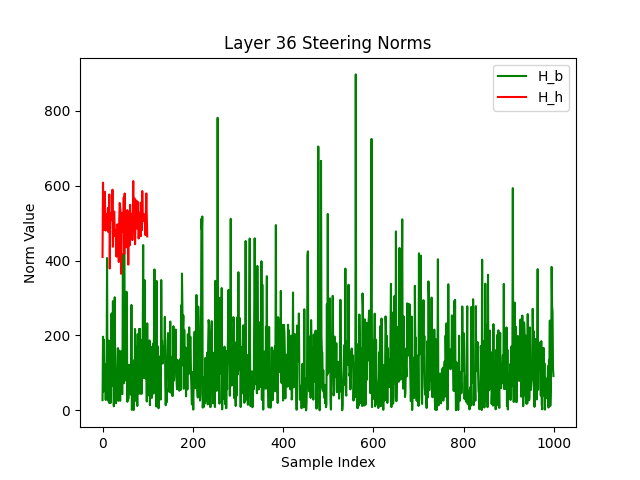 Layer 36 Steering Norms
H_b
H_h
Norm Value
800
600
400
200
0
0 200 400 600 800 1000
Sample Index